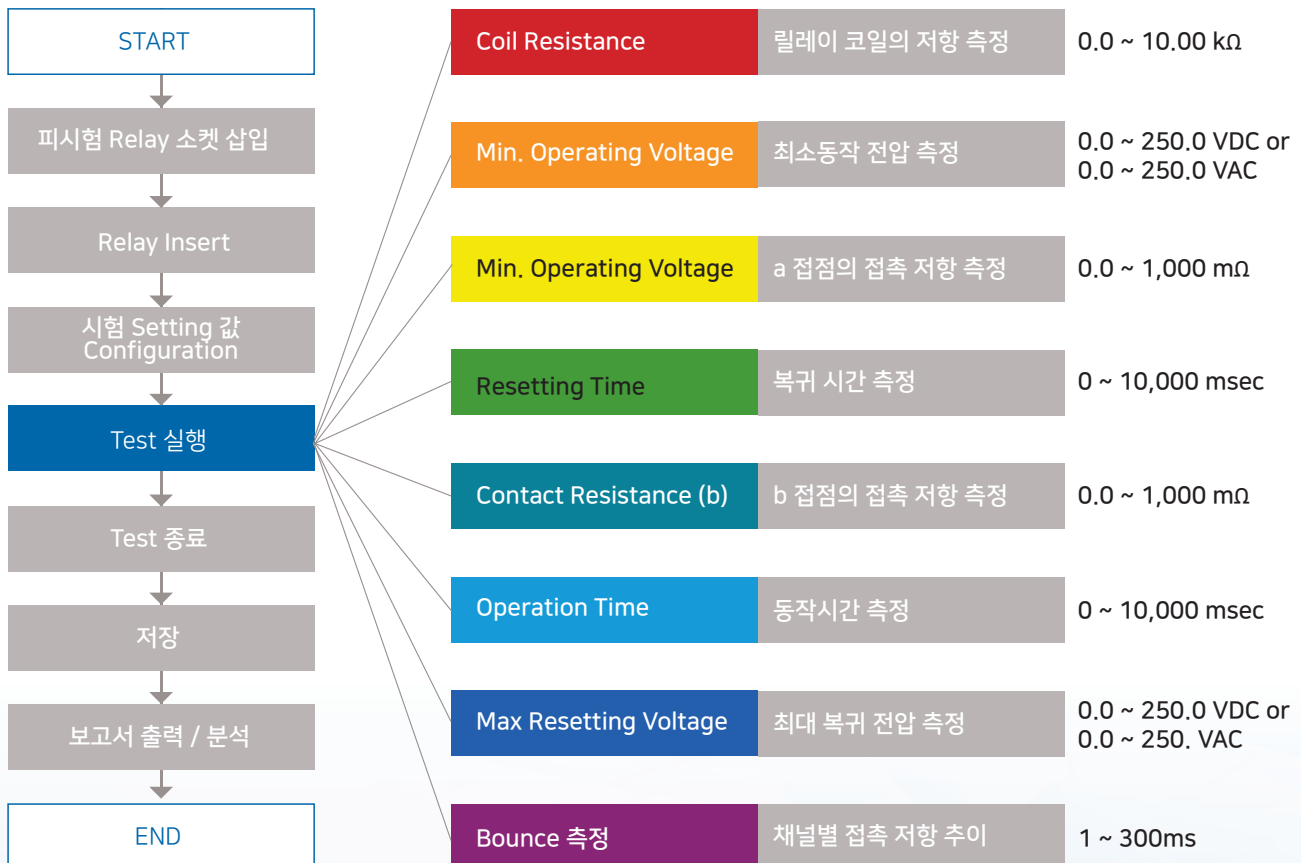 START
피시험 Relay 소켓 삽입
Relay Insert
시험 Setting 값
Configuration
Test 실행
Test 종료
저장
보고서 출력 / 분석
END
Coil Resistance
릴레이 코일의 저항 측정
0.0 ~ 10.00 kΩ
Min. Operating Voltage
최소동작 전압 측정
0.0 ~ 250.0 VDC or
0.0 ~ 250.0 VAC
Min. Operating Voltage
a 접점의 접촉 저항 측정
0.0 ~ 1,000 mΩ
Resetting Time
복귀 시간 측정
0 ~ 10,000 msec
Contact Resistance (b)
b 접점의 접촉 저항 측정
0.0 ~ 1,000 mΩ
Operation Time
동작시간 측정
0 ~ 10,000 msec
Max Resetting Voltage
최대 복귀 전압 측정
0.0 ~ 250.0 VDC or
0.0 ~ 250. VAC
Bounce 측정
채널별 접촉 저항 추이
1 ~ 300ms